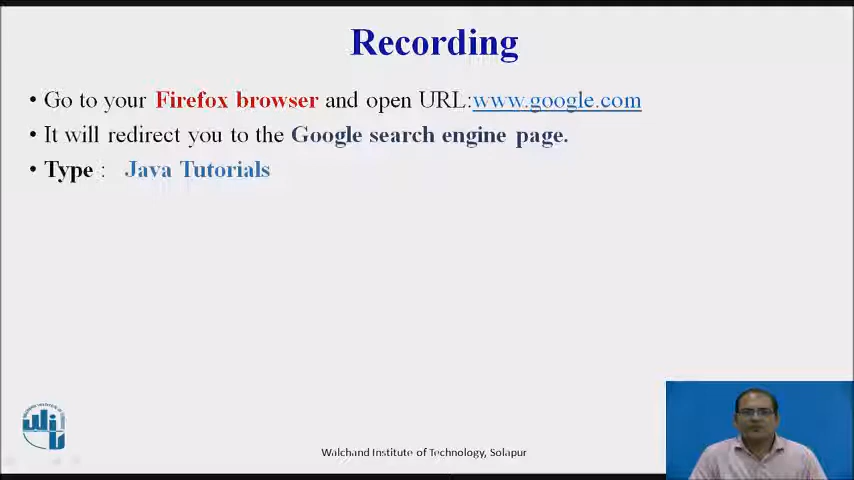 Recording
• Go to your Firefox browser and open URL:www.google.com
• It will redirect you to the Google search engine page.
• Type : Java Tutorials
Walchand Institute of Technology, Solapur